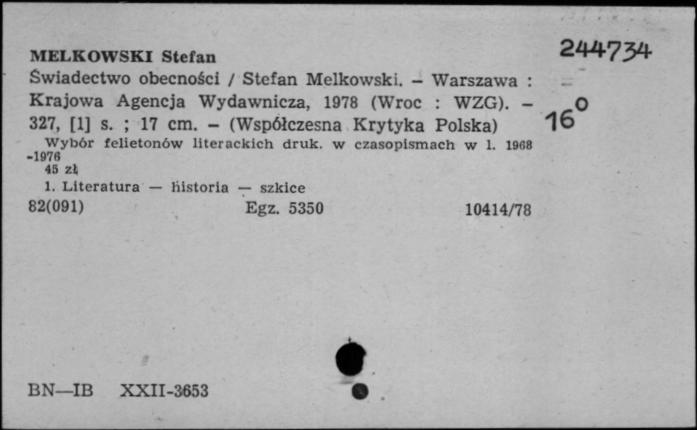 MELKOWSKI Stefan
244734
Świadectwo obecności / Stefan Melkowski. – Warszawa :
Krajowa Agencja Wydawnicza, 1978 (Wroc : WZG). –
16°
327, [1] s. ; 17 cm. – (Współczesna Krytyka Polska)
Wybór felietonów literackich druk. w czasopismach w l. 1968
-1976
45 zł
1. Literatura — historia — szkice
82(091) Egz. 5350 10414/78
BN—IB XXII-3653